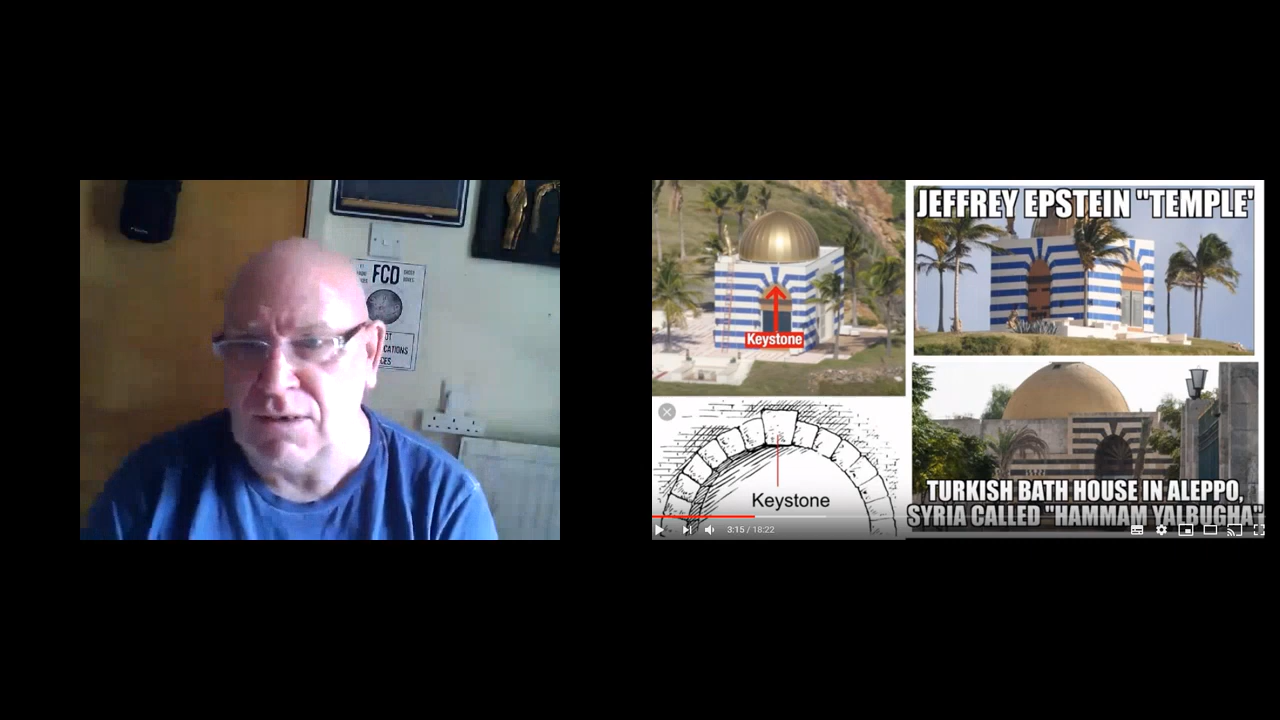 FCD
CATIONS
Keystone
Keystone
3:15 / 18:22
JEFFREY EPSTEIN "TEMPLE'
TURKISH BATH HOUSE IN ALEPPO,
SYRIA CALLED "HAMMAM YALBUGHA"